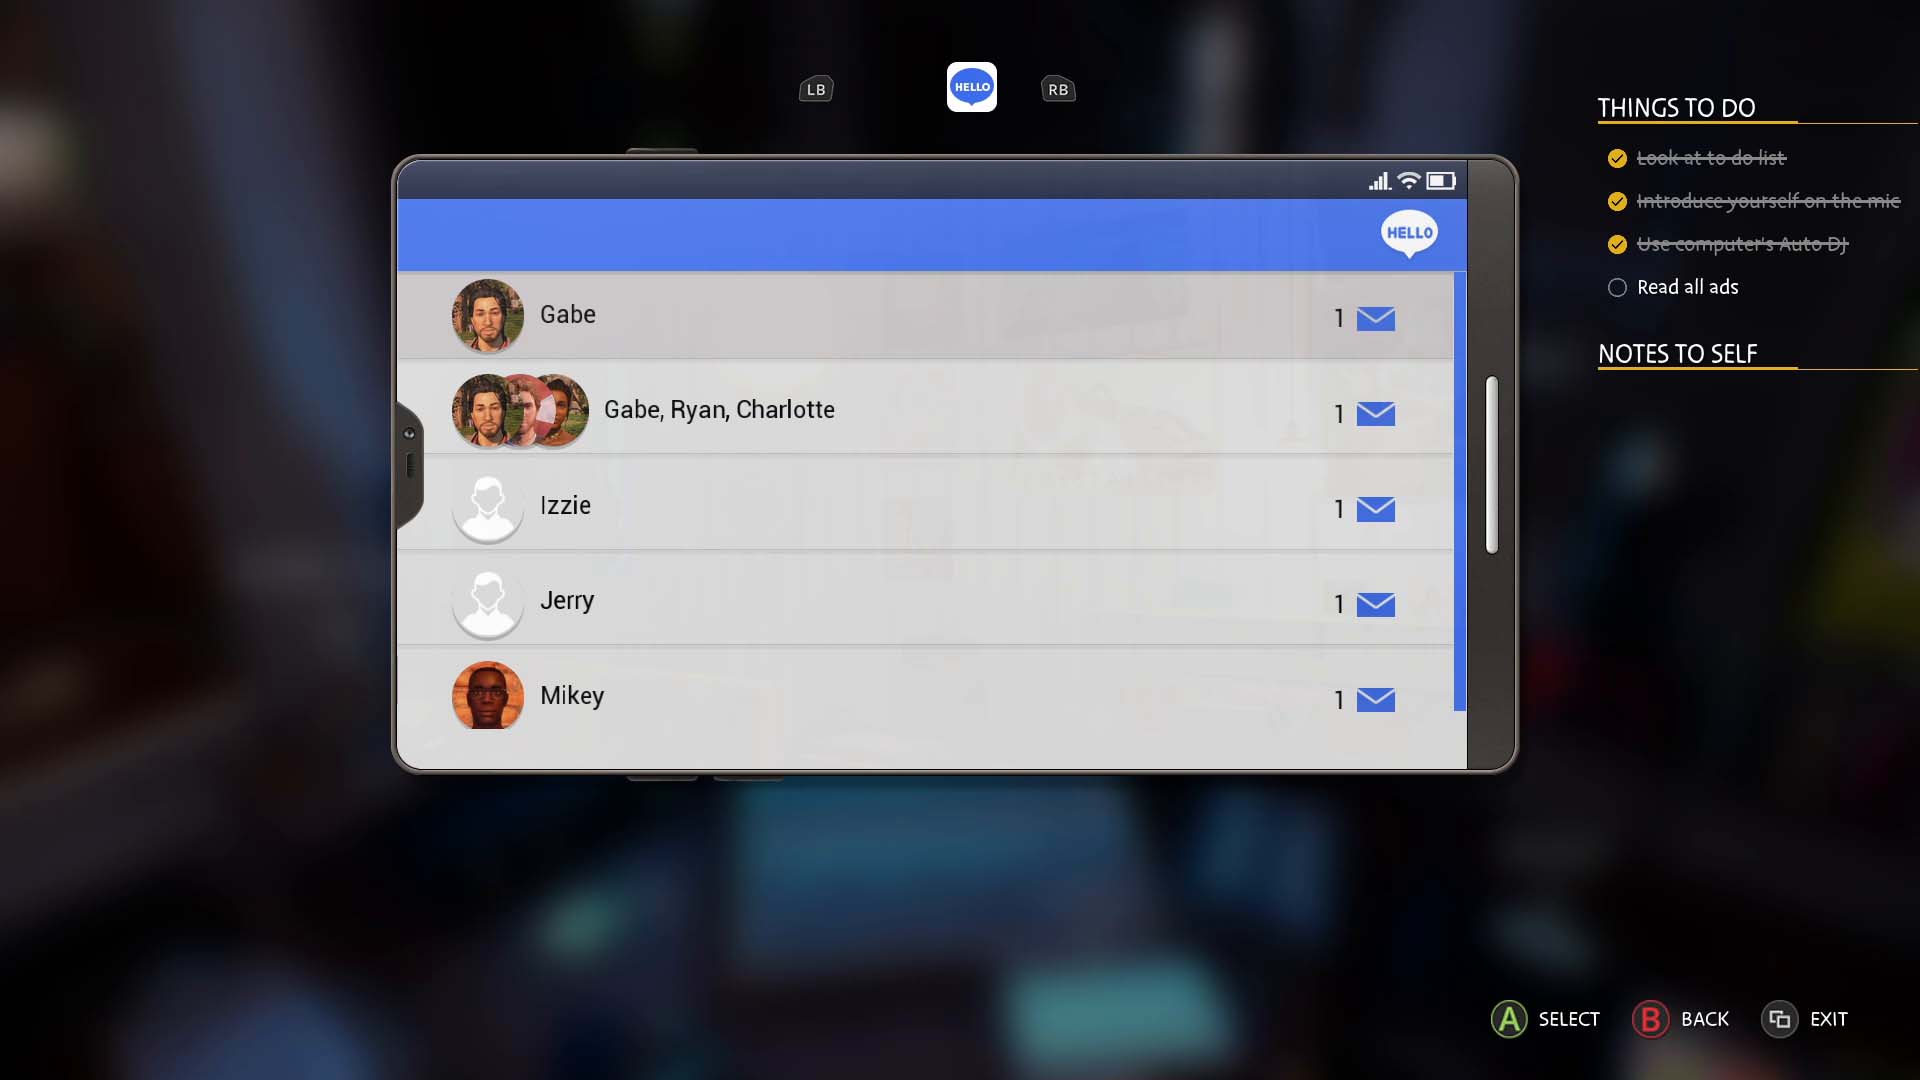 LB
HELLO
RB
THINGS TO DO
Look at to do list
Introduce yourself on the mic
Use computer's Auto DJ
Read all ads
NOTES TO SELF
HELLO
Gabe
1
Gabe, Ryan, Charlotte
1
Izzie
1
Jerry
1
Mikey
1
A SELECT
B BACK
EXIT